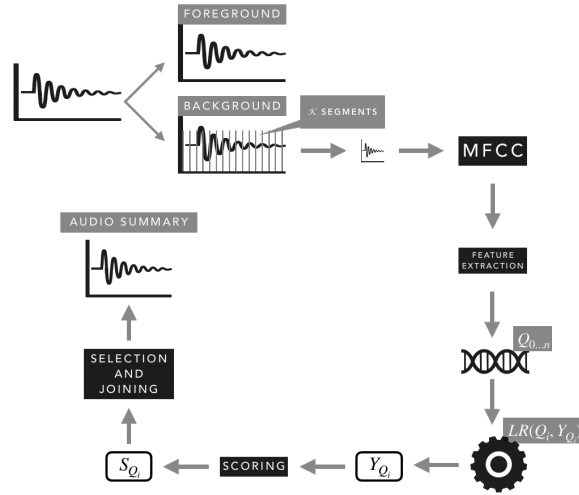 FOREGROUND
BACKGROUND
𝒦 SEGMENTS
MFCC
FEATURE
EXTRACTION
Q0...n
LR(Qi, YQi
YQi
SCORING
SQi
SELECTION
AND
JOINING
AUDIO SUMMARY